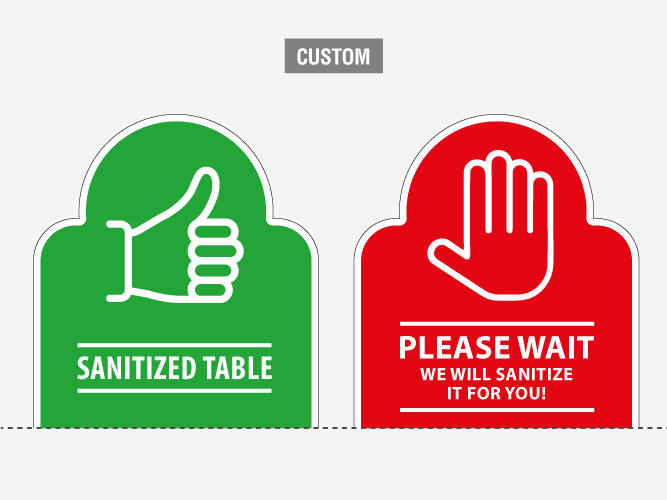 CUSTOM
SANITIZED TABLE
PLEASE WAIT
WE WILL SANITIZE
IT FOR YOU!